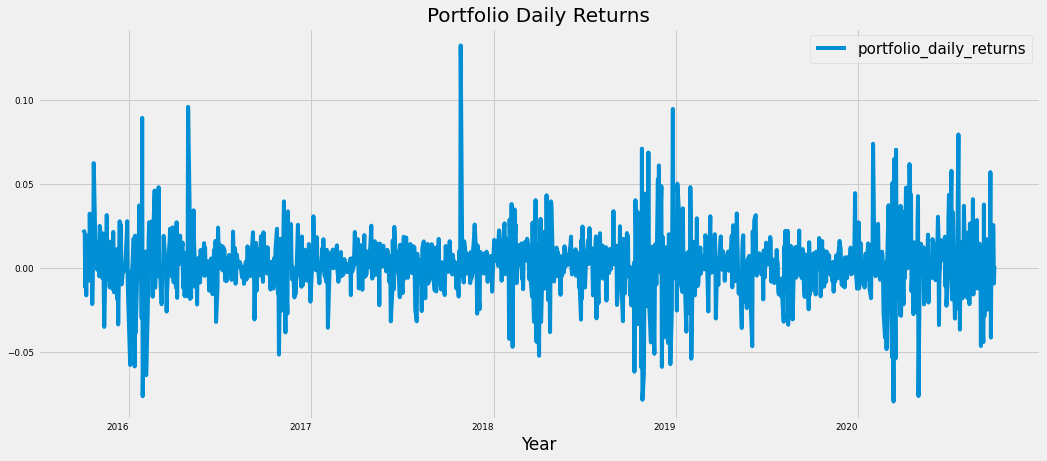 Portfolio Daily Returns
portfolio_daily_returns
0.10
0.05
0.00
−0.05
2016 2017 2018 2019 2020
Year